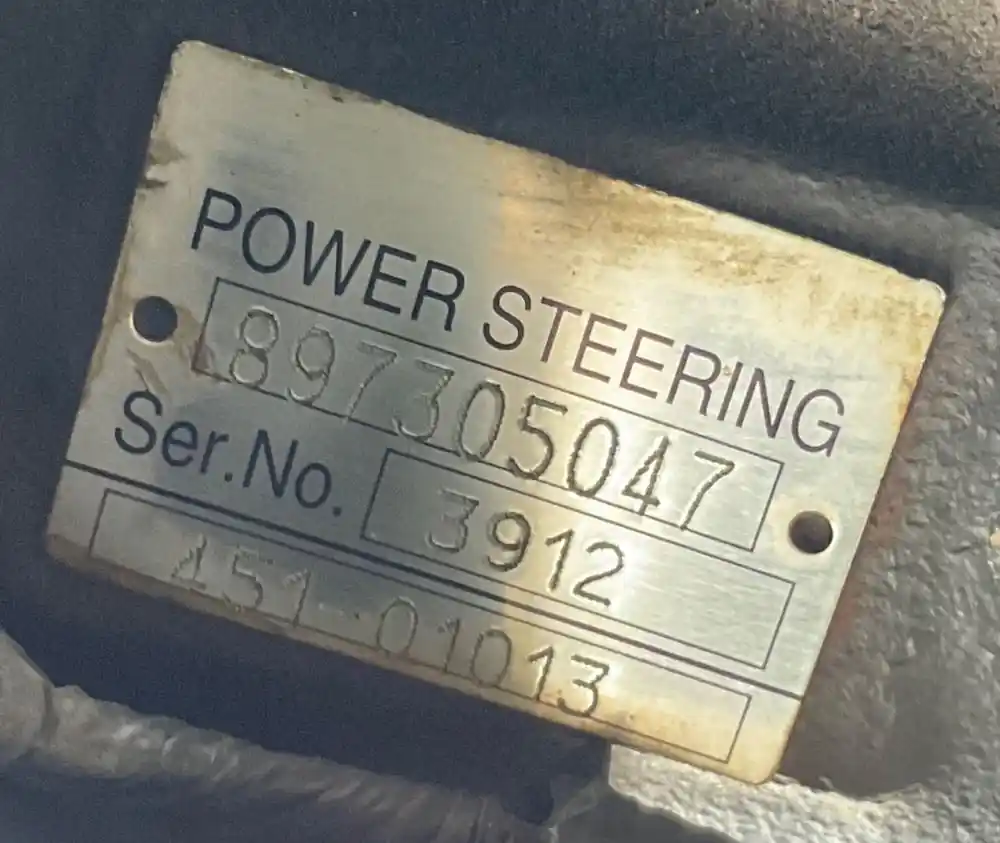 POWER STEERING
897305047
Ser.No. 3912
451-01013